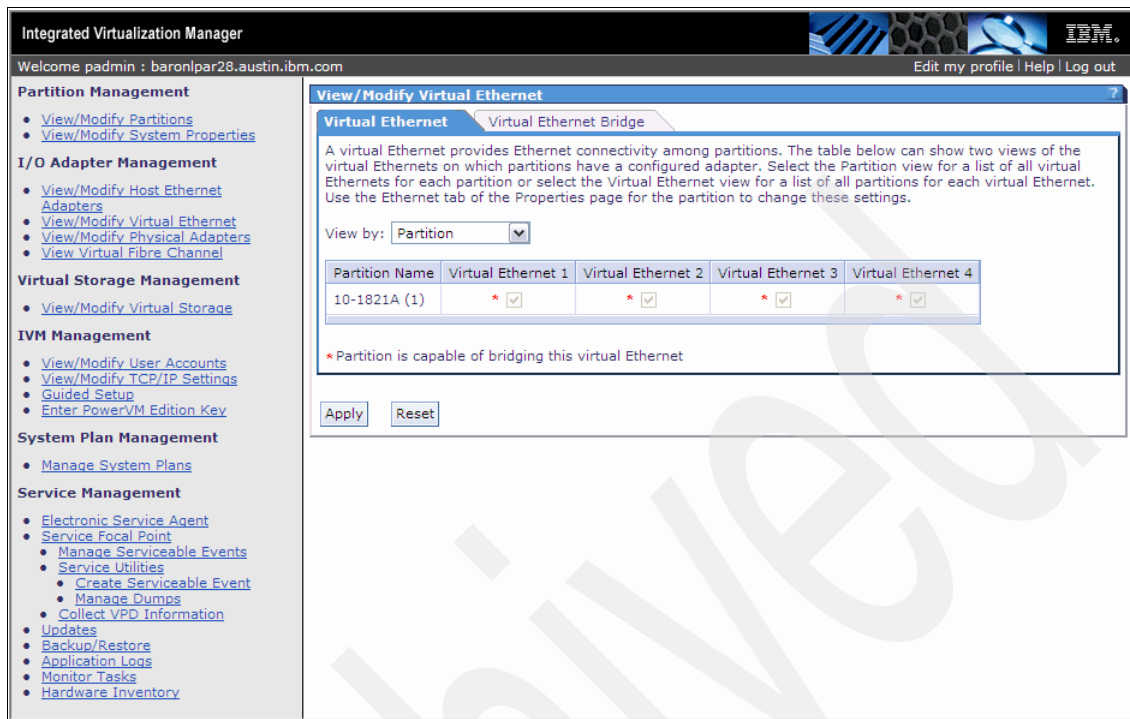 Integrated Virtualization Manager
IBM.
Welcome padmin : baronlpar28.austin.ibm.com
Edit my profile | Help | Log out
Partition Management
• View/Modify Partitions
• View/Modify System Properties
I/O Adapter Management
• View/Modify Host Ethernet
Adapters
• View/Modify Virtual Ethernet
• View/Modify Physical Adapters
• View Virtual Fibre Channel
Virtual Storage Management
• View/Modify Virtual Storage
IVM Management
• View/Modify User Accounts
• View/Modify TCP/IP Settings
• Guided Setup
• Enter PowerVM Edition Key
System Plan Management
• Manage System Plans
Service Management
• Electronic Service Agent
• Service Focal Point
• Manage Serviceable Events
• Service Utilities
• Create Serviceable Event
• Manage Dumps
• Collect VPD Information
• Updates
• Backup/Restore
• Application Logs
• Monitor Tasks
• Hardware Inventory
View/Modify Virtual Ethernet ?
Virtual Ethernet Virtual Ethernet Bridge
A virtual Ethernet provides Ethernet connectivity among partitions. The table below can show two views of the
virtual Ethernets on which partitions have a configured adapter. Select the Partition view for a list of all virtual
Ethernets for each partition or select the Virtual Ethernet view for a list of all partitions for each virtual Ethernet.
Use the Ethernet tab of the Properties page for the partition to change these settings.
View by: Partition
Partition Name Virtual Ethernet 1 Virtual Ethernet 2 Virtual Ethernet 3 Virtual Ethernet 4
10-1821A (1) * * * *
* Partition is capable of bridging this virtual Ethernet
Apply Reset